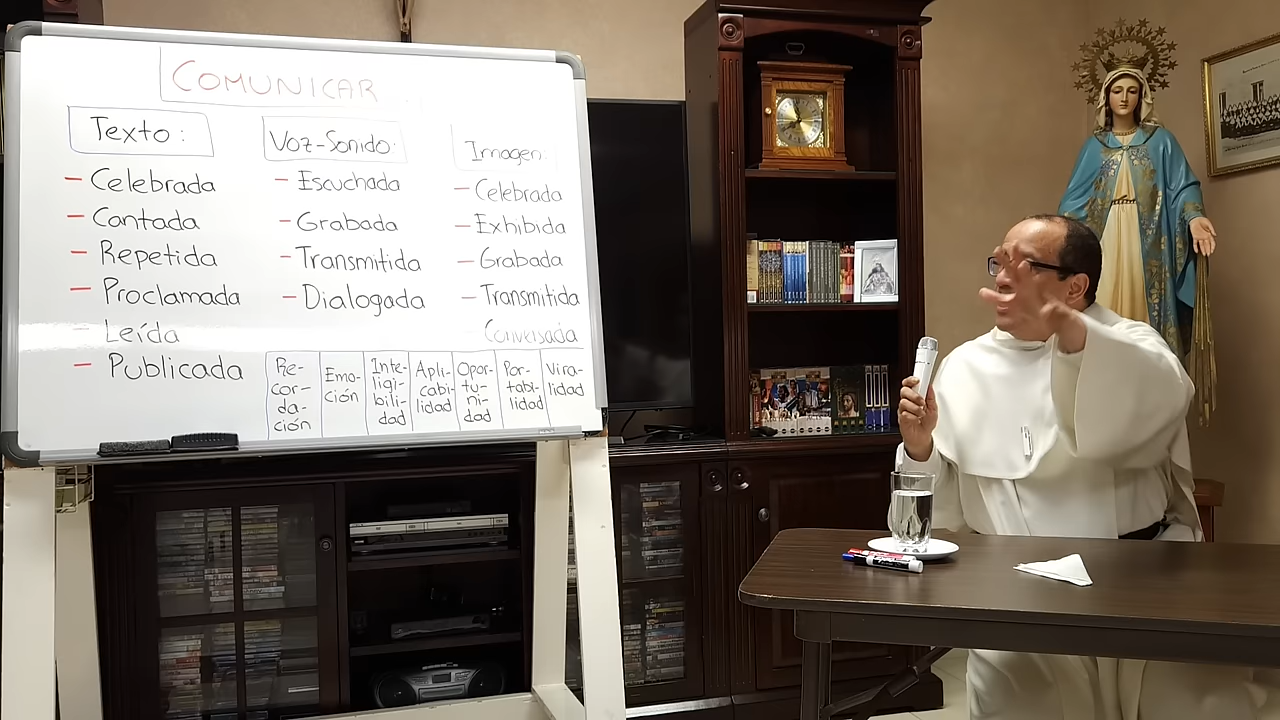 COMUNICAR
Texto:
- Celebrada
- Cantada
- Repetida
- Proclamada
- Leída
- Publicada
Voz-Sonido:
- Escuchada
- Grabada
- Transmitida
- Dialogada
Imagen:
- Celebrada
- Exhibida
- Grabada
- Transmitida
- Conversada
Re-
cor-
da-
ción
Emo-
ción
Inte-
ligi-
bili-
dad
Apli-
cabi-
lidad
Opor-
tu-
ni-
dad
Por-
tabi-
lidad
Vira-
lidad